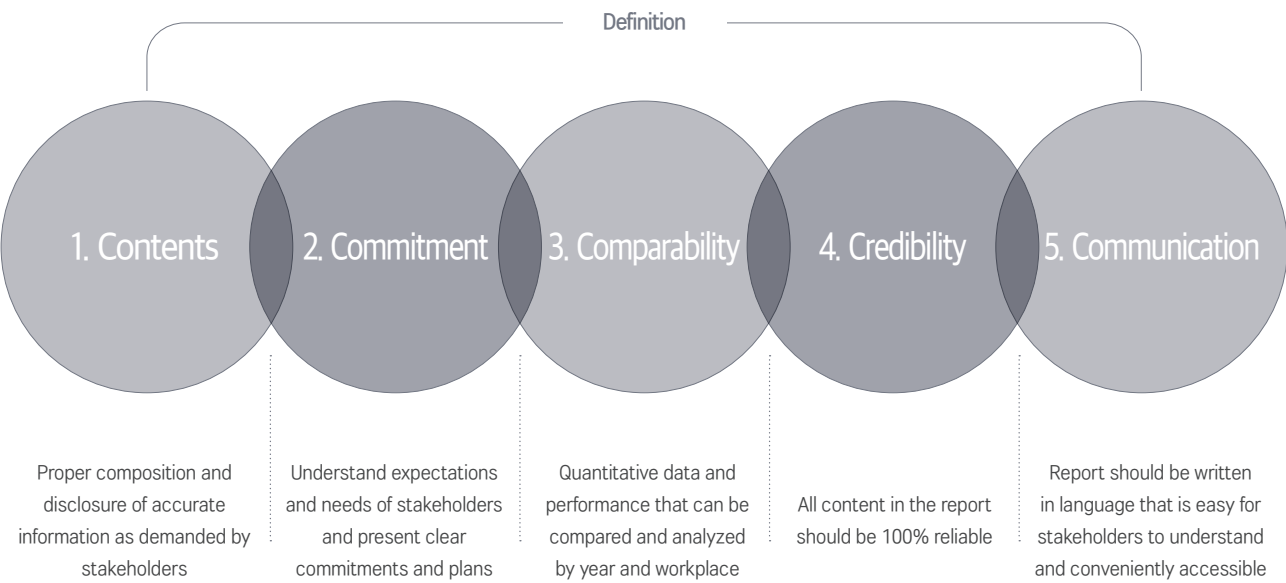 Definition
1. Contents
2. Commitment
3. Comparability
4. Credibility
5. Communication
Proper composition and
disclosure of accurate
information as demanded by
stakeholders
Understand expectations
and needs of stakeholders
and present clear
commitments and plans
Quantitative data and
performance that can be
compared and analyzed
by year and workplace
All content in the report
should be 100% reliable
Report should be written
in language that is easy for
stakeholders to understand
and conveniently accessible